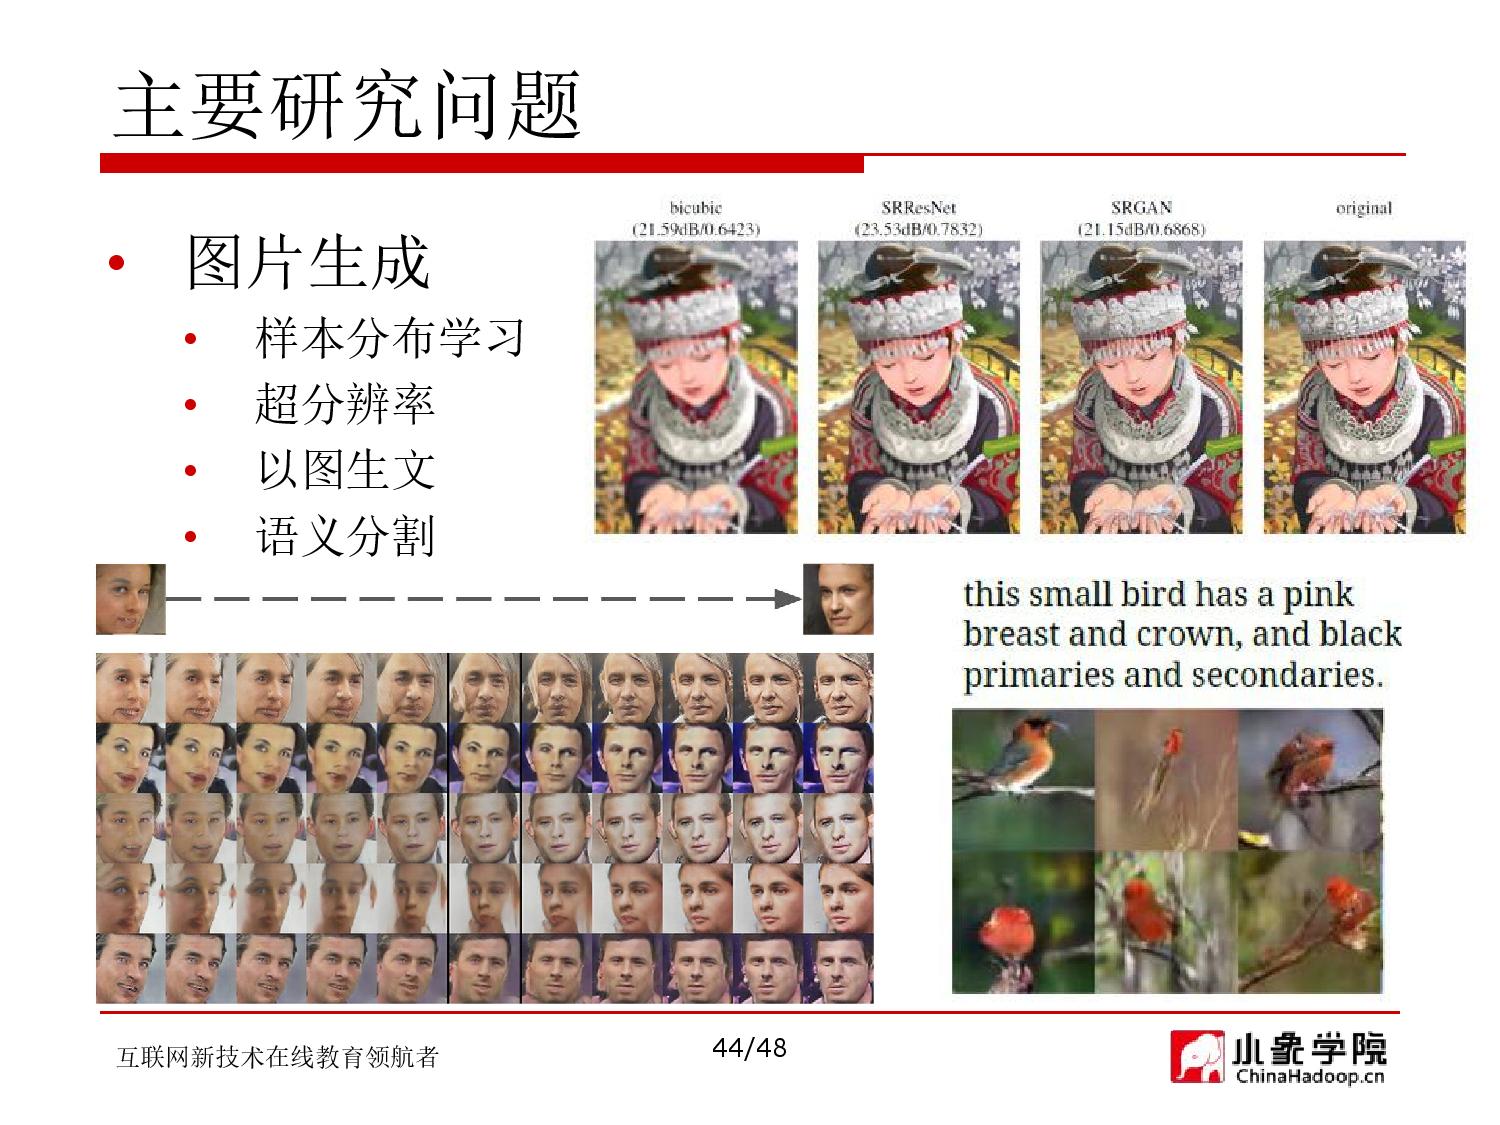 主要研究问题
图片生成
样本分布学习
超分辨率
以图生文
语义分割
bicubic
(21.59dB/0.6423)
SRResNet
(23.53dB/0.7832)
SRGAN
(21.15dB/0.6868)
original
this small bird has a pink
breast and crown, and black
primaries and secondaries.
互联网新技术在线教育领航者
44/48
小象学院
ChinaHadoop.cn